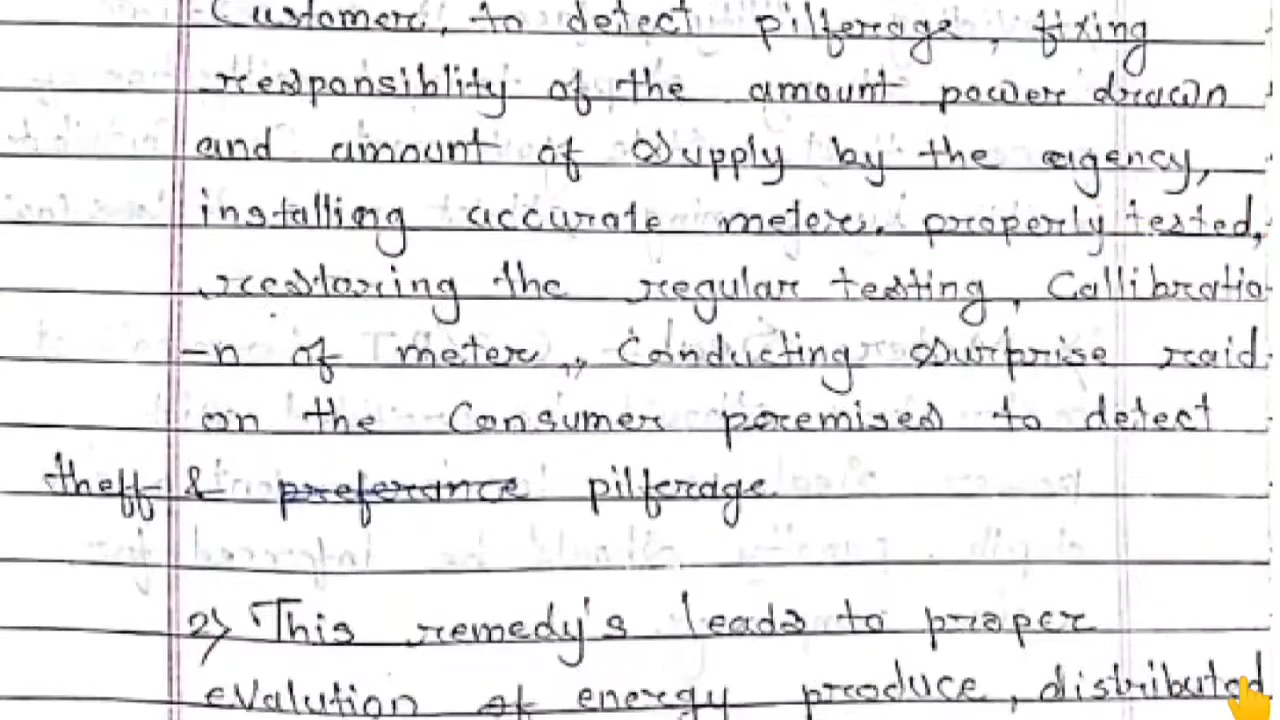 Customer, to detect pilferage, fixing
responsiblity of the amount power drawn
and amount of supply by the agency,
installing accurate meter. properly tested,
restoring the regular testing, Callibratio-
-n of meter,, Conducting surprise raid
on the Consumer premised to detect
theff & preferance pilferage
2) This remedy's leads to proper
evalution of energy produce, distributed